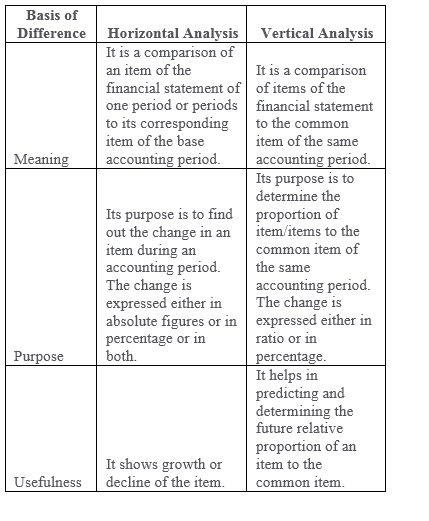 Basis of
Difference
Horizontal Analysis
Vertical Analysis
Meaning
It is a comparison of
an item of the
financial statement of
one period or periods
to its corresponding
item of the base
accounting period.
It is a comparison
of items of the
financial statement
to the common
item of the same
accounting period.
Purpose
Its purpose is to find
out the change in an
item during an
accounting period.
The change is
expressed either in
absolute figures or in
percentage or in
both.
Its purpose is to
determine the
proportion of
item/items to the
common item of
the same
accounting period.
The change is
expressed either in
ratio or in
percentage.
Usefulness
It shows growth or
decline of the item.
It helps in
predicting and
determining the
future relative
proportion of an
item to the
common item.